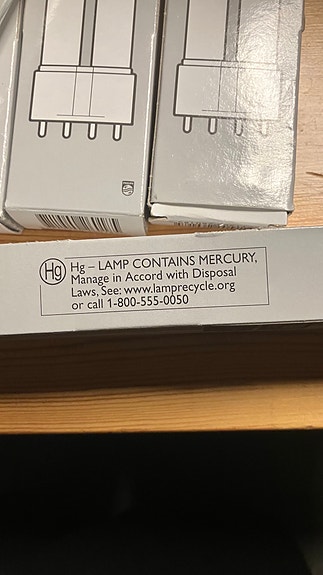 Hg Hg – LAMP CONTAINS MERCURY,
Manage in Accord with Disposal
Laws, See: www.lamprecycle.org
or call 1-800-555-0050